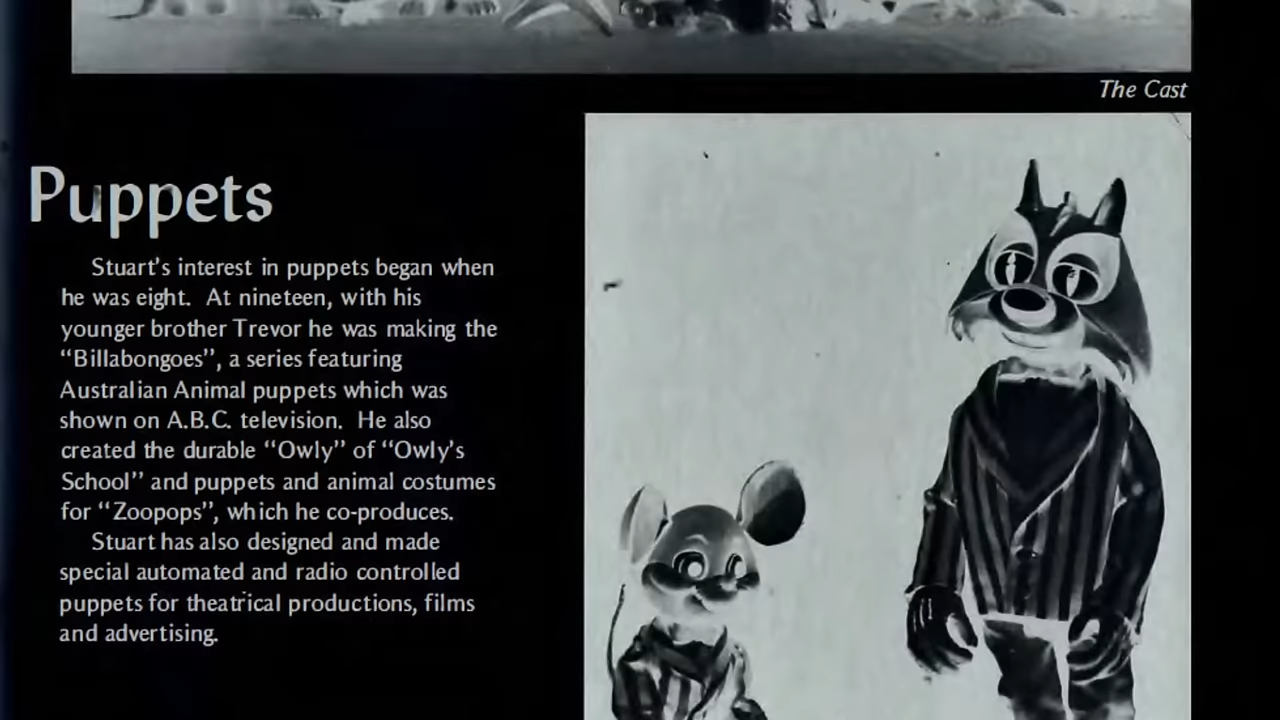 The Cast
Puppets
Stuart's interest in puppets began when
he was eight. At nineteen, with his
younger brother Trevor he was making the
“Billabongoes”, a series featuring
Australian Animal puppets which was
shown on A.B.C. television. He also
created the durable “Owly” of “Owly's
School” and puppets and animal costumes
for “Zoopops”, which he co-produces.
Stuart has also designed and made
special automated and radio controlled
puppets for theatrical productions, films
and advertising.